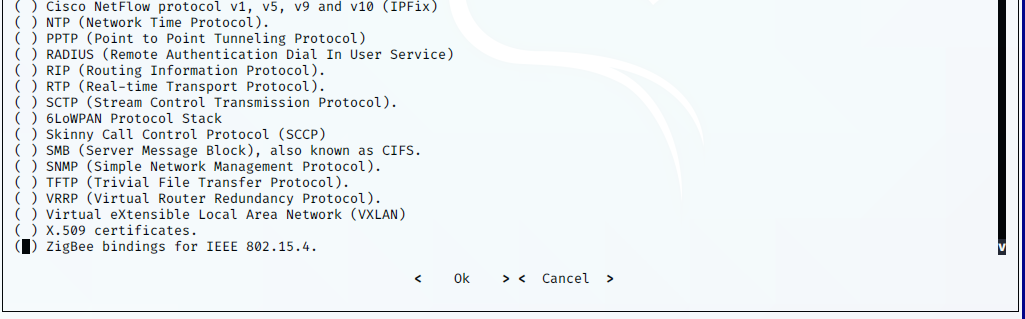 ( ) Cisco NetFlow protocol v1, v5, v9 and v10 (IPFix)
( ) NTP (Network Time Protocol).
( ) PPTP (Point to Point Tunneling Protocol)
( ) RADIUS (Remote Authentication Dial In User Service)
( ) RIP (Routing Information Protocol).
( ) RTP (Real-time Transport Protocol).
( ) SCTP (Stream Control Transmission Protocol).
( ) 6LoWPAN Protocol Stack
( ) Skinny Call Control Protocol (SCCP)
( ) SMB (Server Message Block), also known as CIFS.
( ) SNMP (Simple Network Management Protocol).
( ) TFTP (Trivial File Transfer Protocol).
( ) VRRP (Virtual Router Redundancy Protocol).
( ) Virtual eXtensible Local Area Network (VXLAN)
( ) X.509 certificates.
( ) ZigBee bindings for IEEE 802.15.4. v
< Ok > < Cancel >